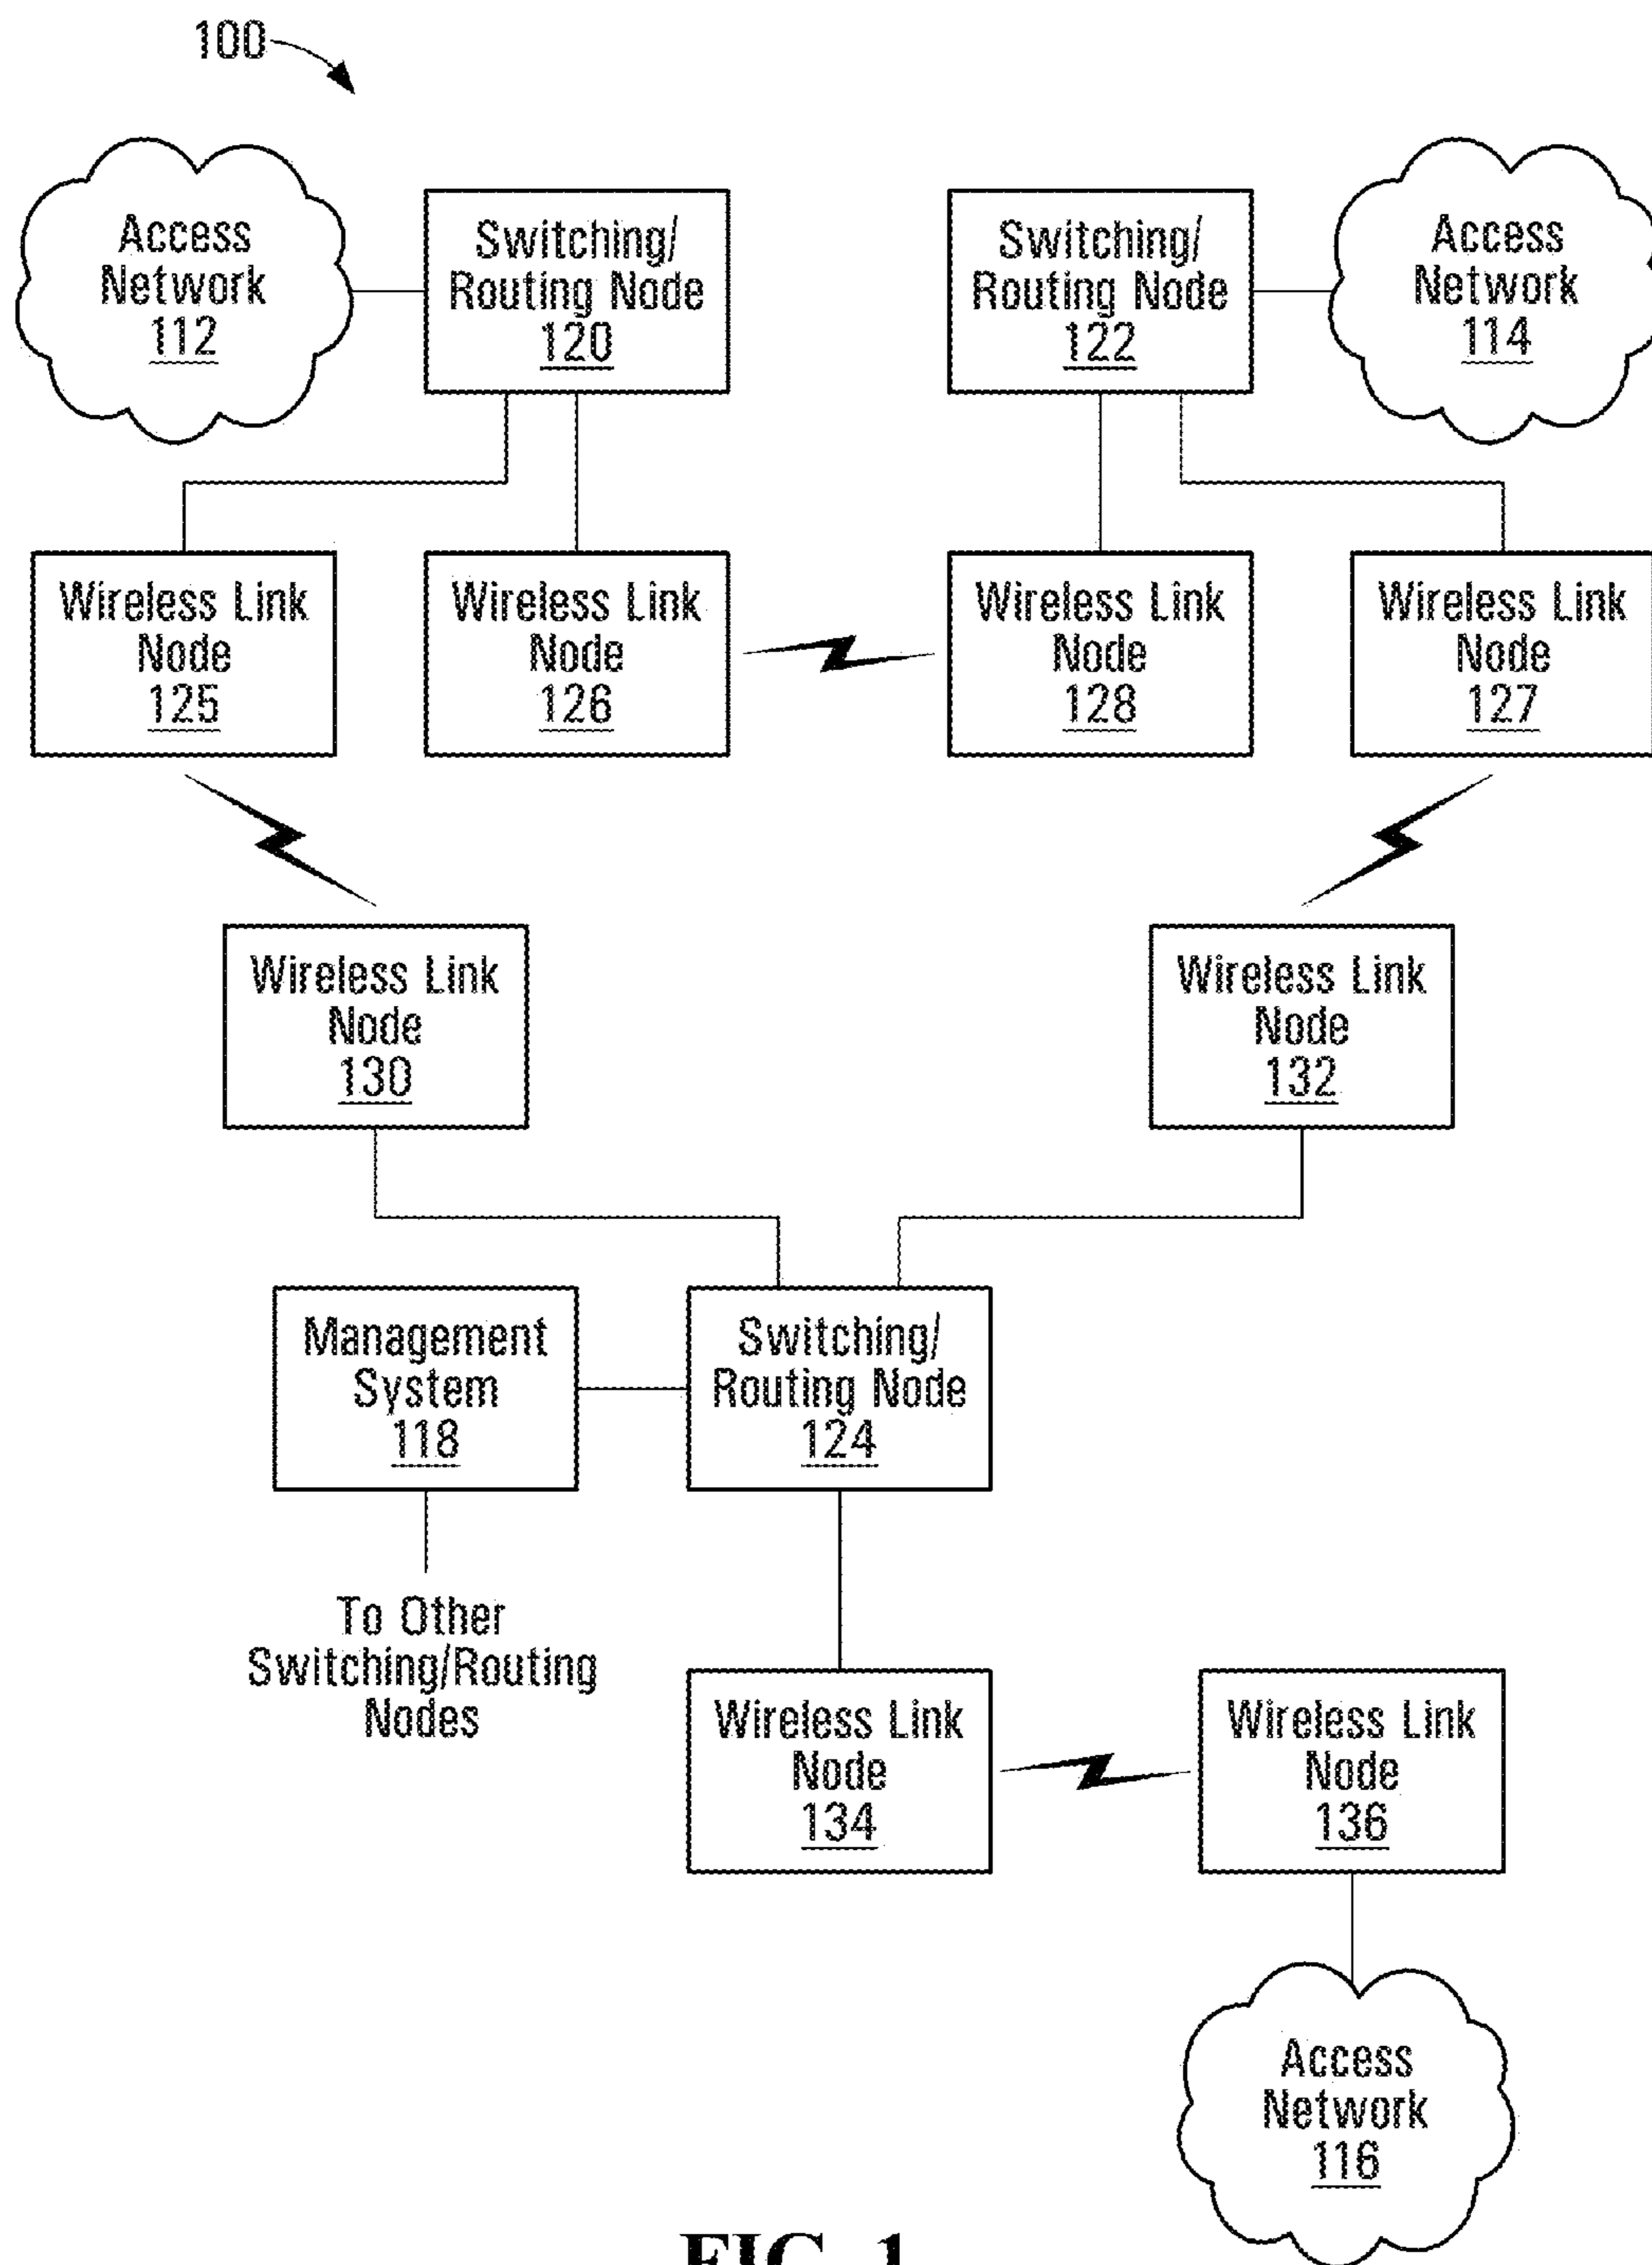 100
Access
Network
112
Switching/
Routing Node
120
Switching/
Routing Node
122
Access
Network
114
Wireless Link
Node
125
Wireless Link
Node
126
Wireless Link
Node
128
Wireless Link
Node
127
Wireless Link
Node
130
Wireless Link
Node
132
Management
System
118
Switching/
Routing Node
124
To Other
Switching/Routing
Nodes
Wireless Link
Node
134
Wireless Link
Node
136
Access
Network
116
FIG. 1